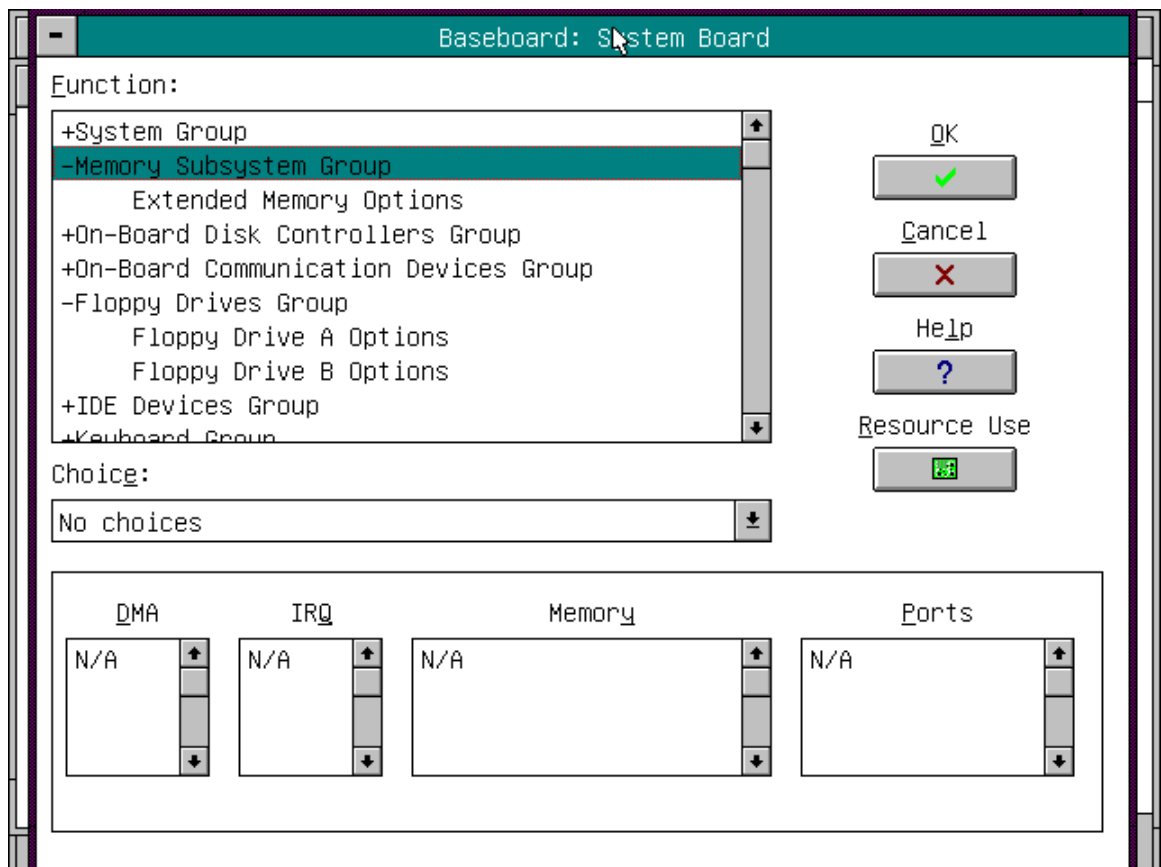 Baseboard: System Board
Function:
+System Group
-Memory Subsystem Group
Extended Memory Options
+On-Board Disk Controllers Group
+On-Board Communication Devices Group
-Floppy Drives Group
Floppy Drive A Options
Floppy Drive B Options
+IDE Devices Group
+Keyboard Group
OK
Cancel
Help
?
Resource Use
Choice:
No choices
DMA IRQ Memory Ports
N/A N/A N/A N/A